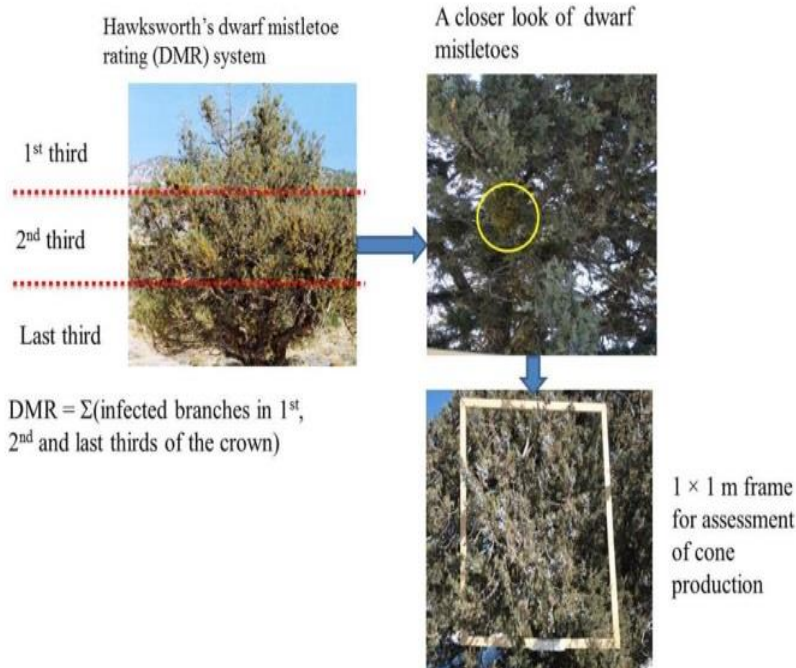 Hawksworth's dwarf mistletoe
rating (DMR) system
A closer look of dwarf
mistletoes
1st third
2nd third
Last third
DMR = Σ(infected branches in 1st,
2nd and last thirds of the crown)
1 × 1 m frame
for assessment
of cone
production